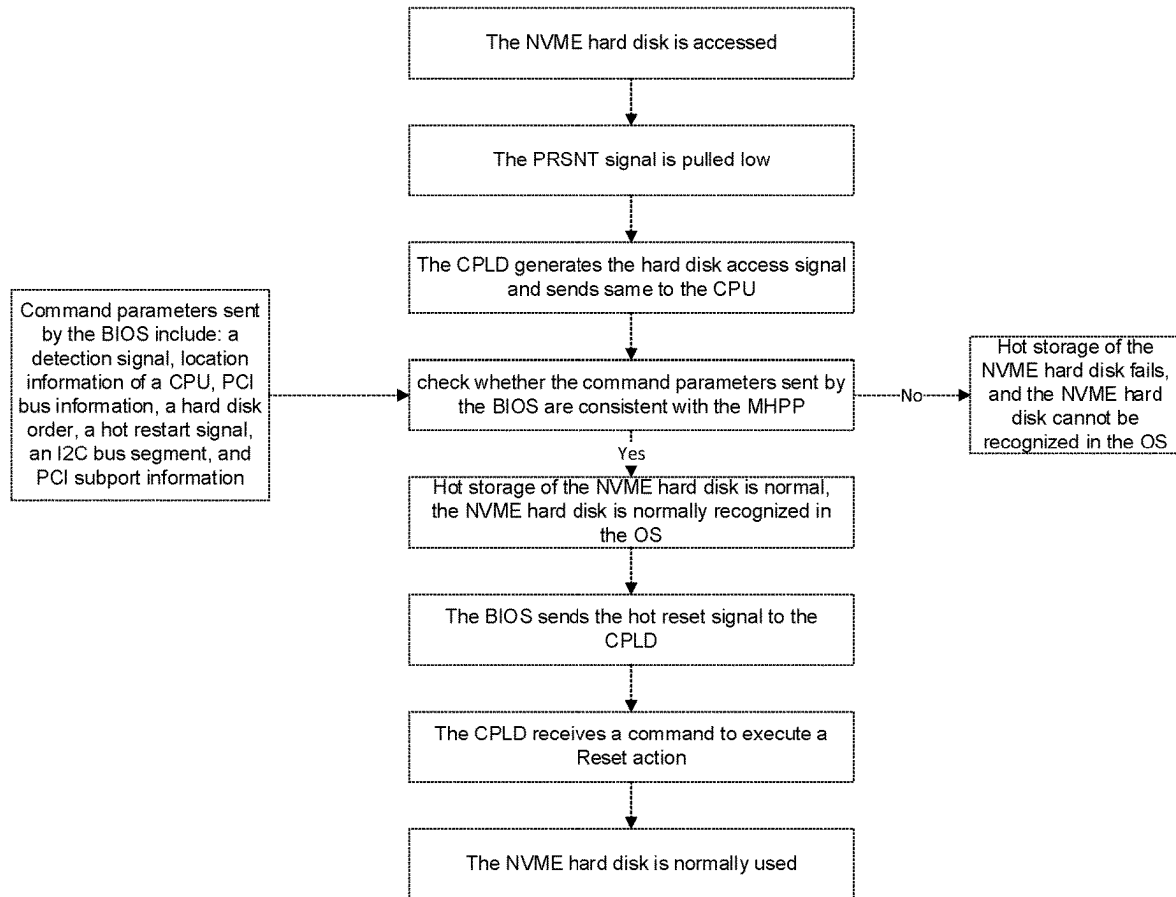 The NVME hard disk is accessed
The PRSNT signal is pulled low
The CPLD generates the hard disk access signal
and sends same to the CPU
Command parameters sent
by the BIOS include: a
detection signal, location
information of a CPU, PCI
bus information, a hard disk
order, a hot restart signal,
an I2C bus segment, and
PCI subport information
check whether the command parameters sent by
the BIOS are consistent with the MHPP
No
Hot storage of the
NVME hard disk fails,
and the NVME hard
disk cannot be
recognized in the OS
Yes
Hot storage of the NVME hard disk is normal,
the NVME hard disk is normally recognized in
the OS
The BIOS sends the hot reset signal to the
CPLD
The CPLD receives a command to execute a
Reset action
The NVME hard disk is normally used